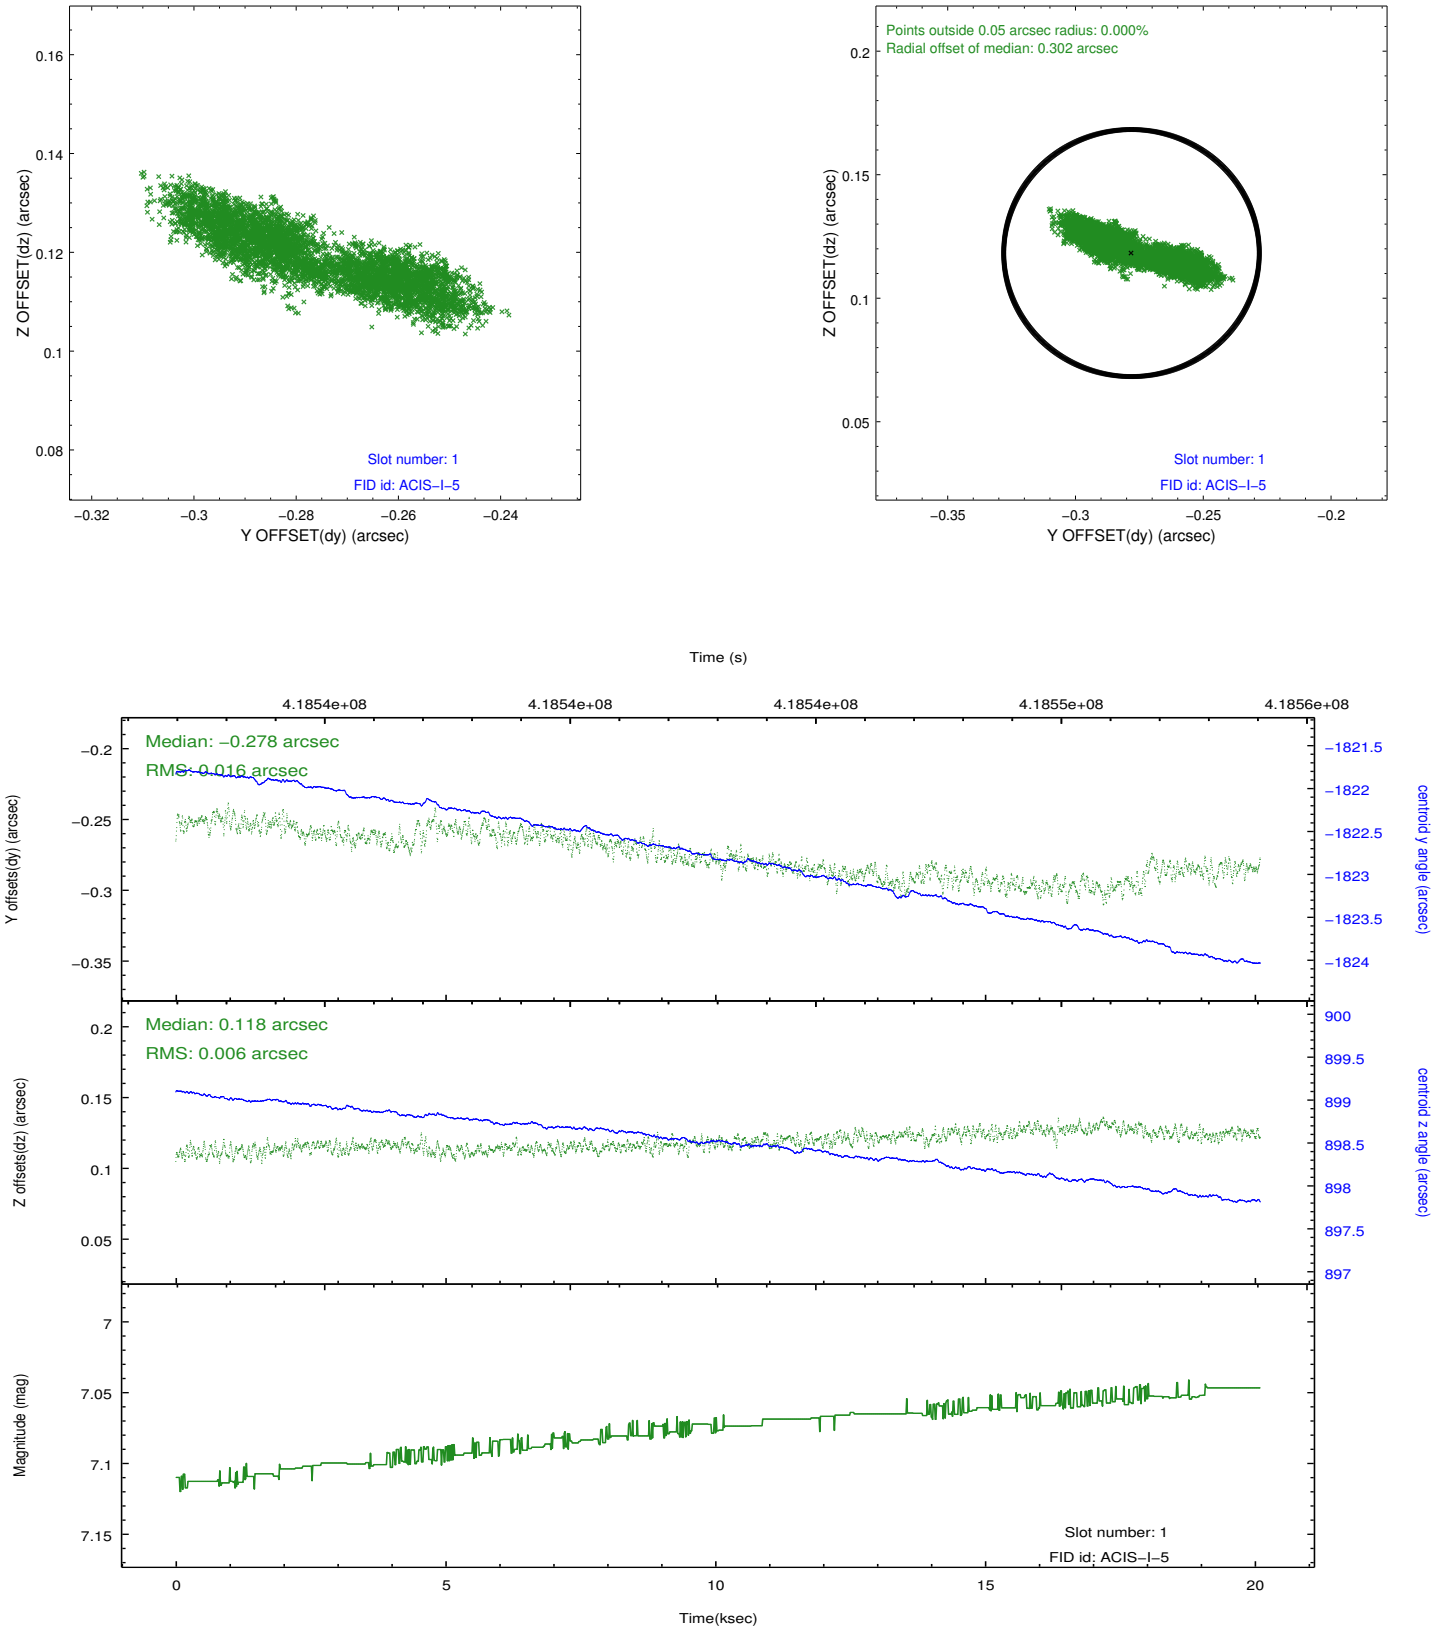 0.16
0.14
0.12
0.1
0.08
Z OFFSET(dz) (arcsec)
Slot number: 1
FID id: ACIS−I−5
−0.32 −0.3 −0.28 −0.26 −0.24
Y OFFSET(dy) (arcsec)
Points outside 0.05 arcsec radius: 0.000%
Radial offset of median: 0.302 arcsec
0.2
0.15
0.1
0.05
Z OFFSET(dz) (arcsec)
Slot number: 1
FID id: ACIS−I−5
−0.35 −0.3 −0.25 −0.2
Y OFFSET(dy) (arcsec)
Time (s)
4.1854e+08 4.1854e+08 4.1854e+08 4.1855e+08 4.1856e+08
Median: −0.278 arcsec
RMS: 0.016 arcsec
−0.2
−0.25
−0.3
−0.35
Y offsets(dy) (arcsec)
−1821.5
−1822
−1822.5
−1823
−1823.5
−1824
centroid y angle (arcsec)
Median: 0.118 arcsec
RMS: 0.006 arcsec
0.2
0.15
0.1
0.05
Z offsets(dz) (arcsec)
900
899.5
899
898.5
898
897.5
897
centroid z angle (arcsec)
7
7.05
7.1
7.15
Magnitude (mag)
Slot number: 1
FID id: ACIS−I−5
0 5 10 15 20
Time(ksec)